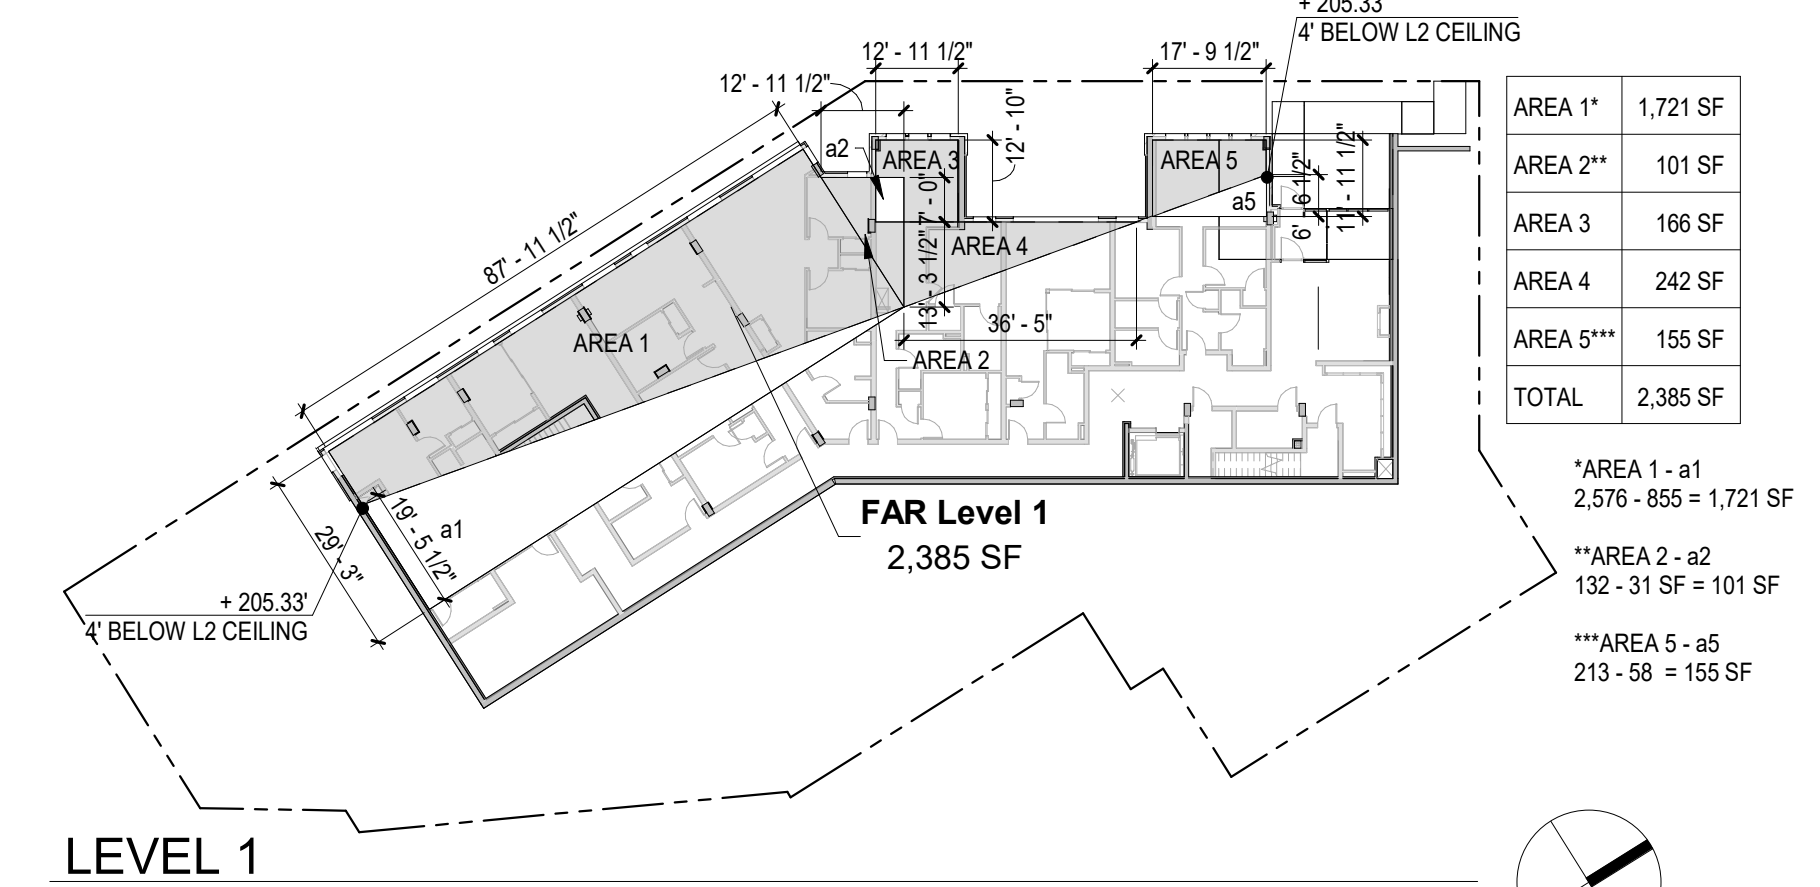 + 205.33'
4' BELOW L2 CEILING
12' - 11 1/2"
17' - 9 1/2"
12' - 11 1/2"
12' - 10"
87' - 11 1/2"
a2
AREA 3
AREA 5
7' - 0"
a5
6' - 6 1/2"
11' - 11 1/2"
AREA 4
13' - 3 1/2"
36' - 5"
AREA 1
AREA 2
19' - 5 1/2"
a1
29' - 3"
+ 205.33'
4' BELOW L2 CEILING
FAR Level 1
2,385 SF
AREA 1* 1,721 SF
AREA 2** 101 SF
AREA 3 166 SF
AREA 4 242 SF
AREA 5*** 155 SF
TOTAL 2,385 SF
*AREA 1 - a1
2,576 - 855 = 1,721 SF
**AREA 2 - a2
132 - 31 SF = 101 SF
***AREA 5 - a5
213 - 58 = 155 SF
LEVEL 1